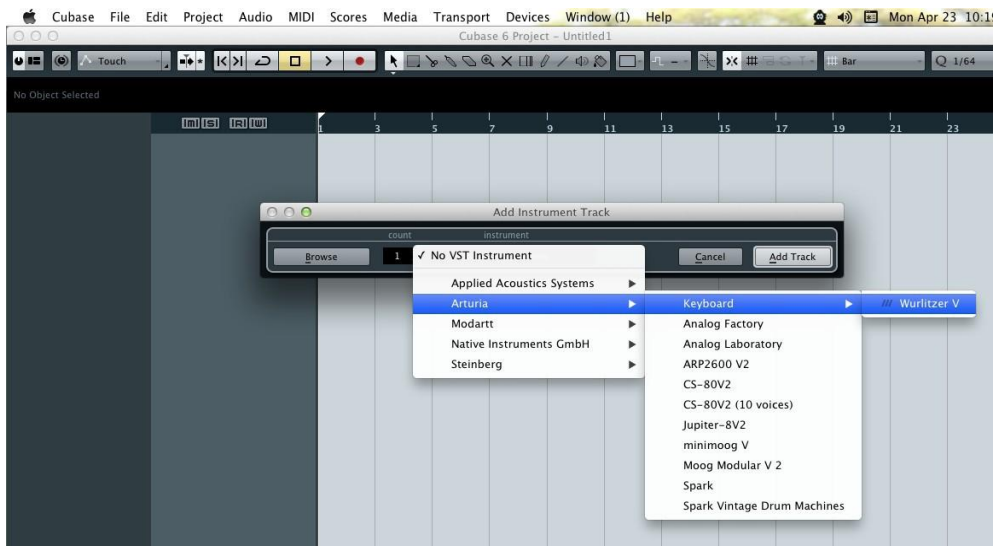 Cubase File Edit Project Audio MIDI Scores Media Transport Devices Window (1) Help Mon Apr 23 10:19
Cubase 6 Project – Untitled1
Touch Bar Q 1/64
No Object Selected
M S R W
1 3 5 7 9 11 13 15 17 19 21 23
Add Instrument Track
count instrument
Browse 1 ✓ No VST Instrument Cancel Add Track
Applied Acoustics Systems
Arturia Keyboard Wurlitzer V
Modartt Analog Factory
Native Instruments GmbH Analog Laboratory
Steinberg ARP2600 V2
CS-80V2
CS-80V2 (10 voices)
Jupiter-8V2
minimoog V
Moog Modular V 2
Spark
Spark Vintage Drum Machines